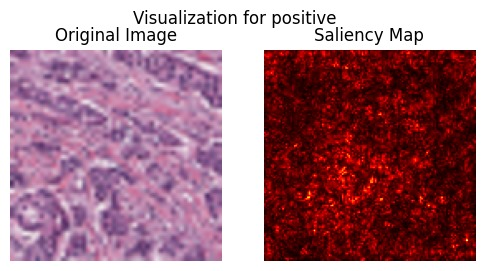 Visualization for positive
Original Image
Saliency Map